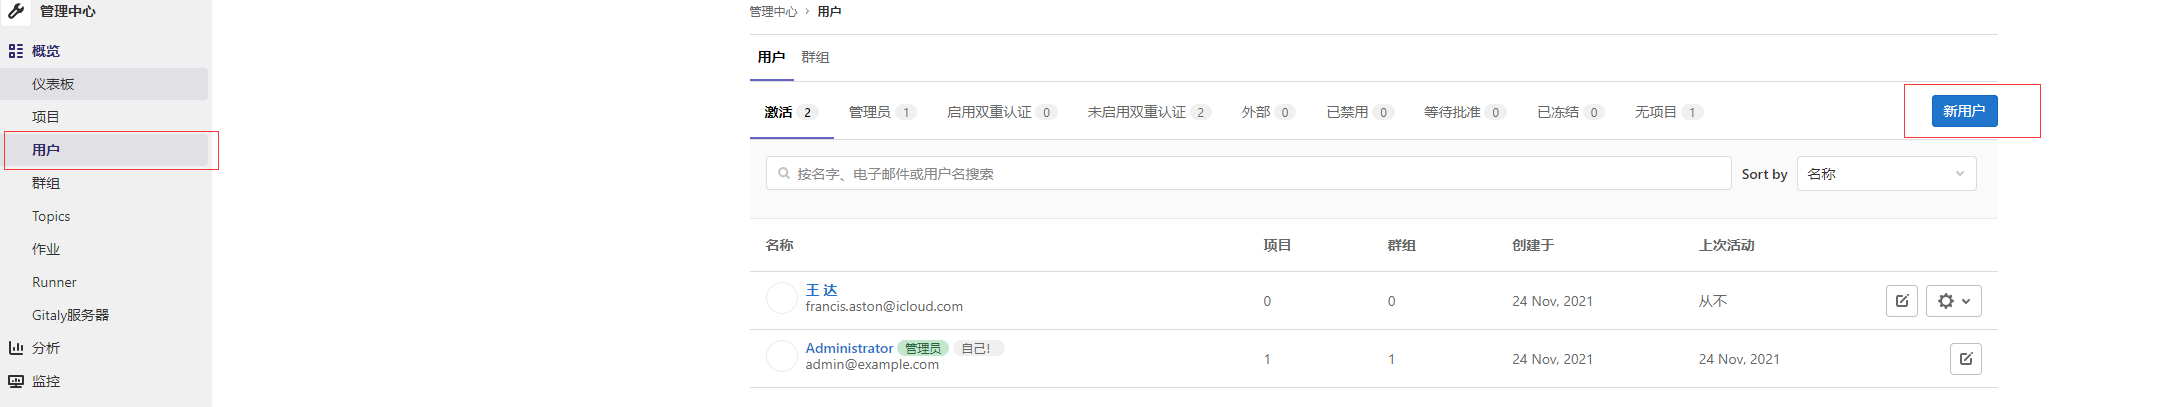 管理中心
概览
仪表板
项目
用户
群组
Topics
作业
Runner
Gitaly服务器
分析
监控
管理中心 › 用户
用户 群组
激活 2 管理员 1 启用双重认证 0 未启用双重认证 2 外部 0 已禁用 0 等待批准 0 已冻结 0 无项目 1 新用户
按名字、电子邮件或用户名搜索 Sort by 名称
名称 项目 群组 创建于 上次活动
王 达
francis.aston@icloud.com 0 0 24 Nov, 2021 从不
Administrator 管理员 自己!
admin@example.com 1 1 24 Nov, 2021 24 Nov, 2021